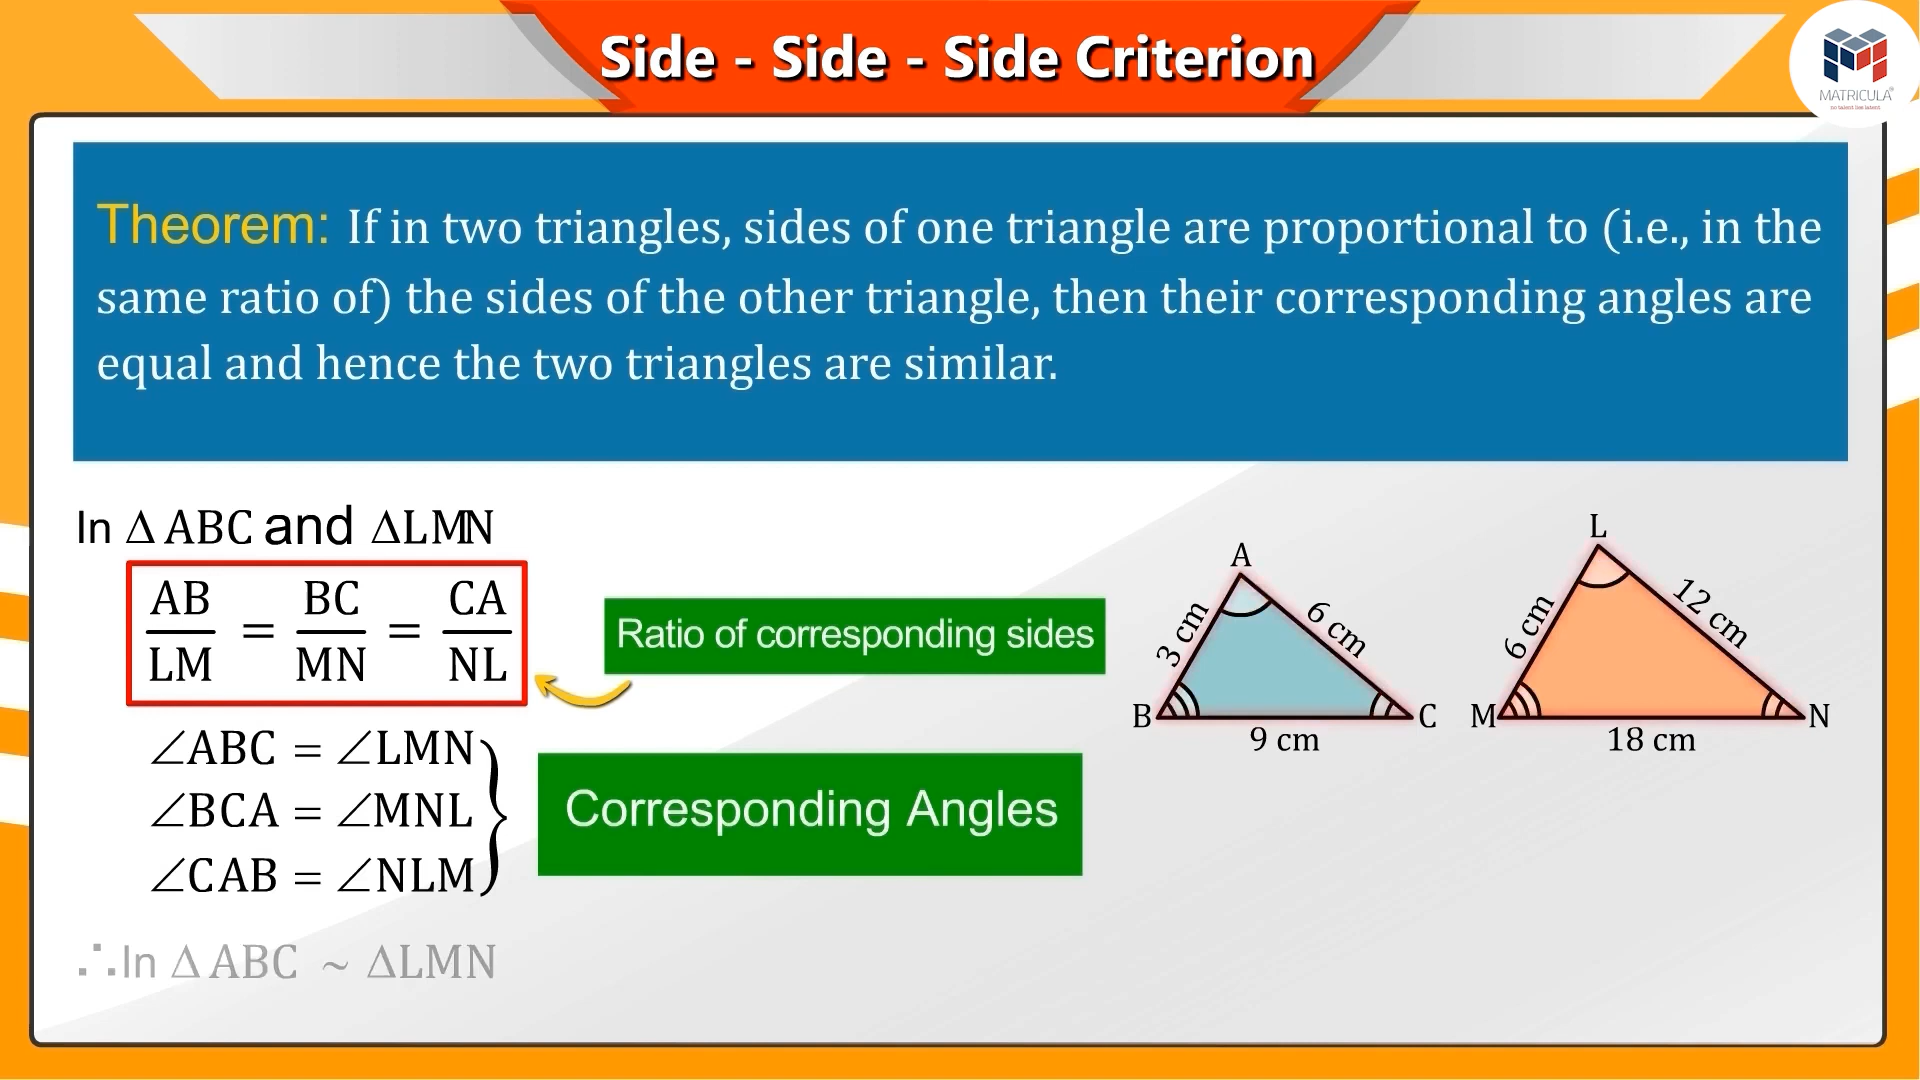 Side - Side - Side Criterion
MATRICULA®
Theorem: If in two triangles, sides of one triangle are proportional to (i.e., in the
same ratio of) the sides of the other triangle, then their corresponding angles are
equal and hence the two triangles are similar.
In Δ ABC and ΔLMN
AB/LM = BC/MN = CA/NL
Ratio of corresponding sides
∠ABC = ∠LMN
∠BCA = ∠MNL
∠CAB = ∠NLM
Corresponding Angles
∴In Δ ABC ~ ΔLMN
A
3 cm
6 cm
B
C
9 cm
L
6 cm
12 cm
M
N
18 cm